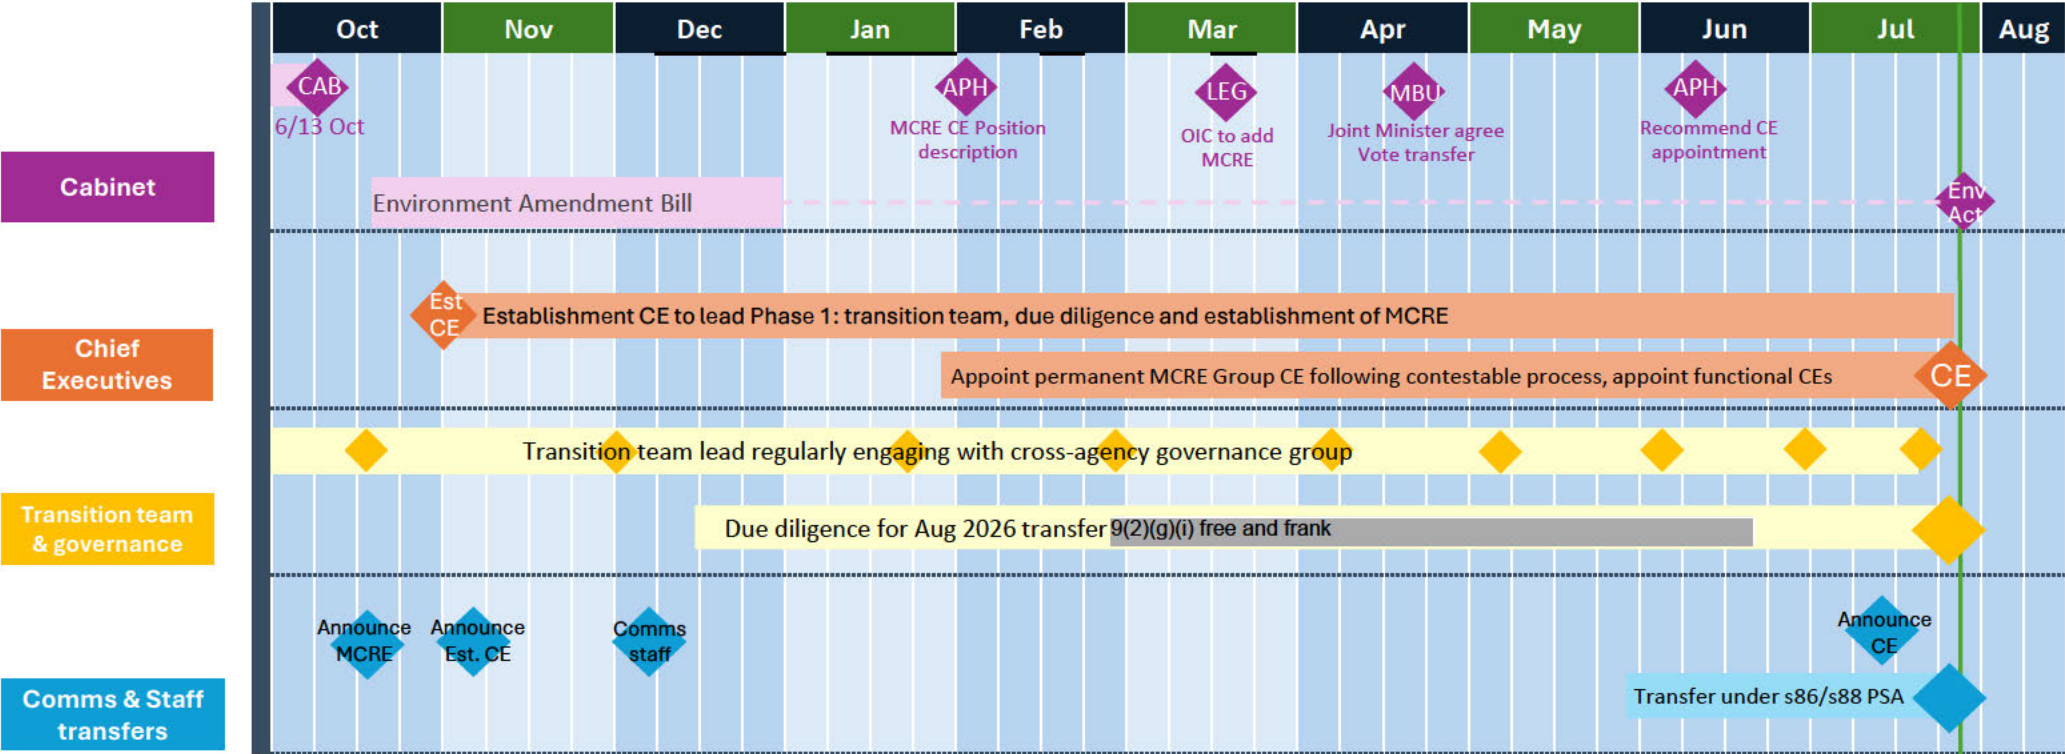 Oct Nov Dec Jan Feb Mar Apr May Jun Jul Aug
CAB
6/13 Oct
APH
MCRE CE Position
description
LEG
OIC to add
MCRE
MBU
Joint Minister agree
Vote transfer
APH
Recommend CE
appointment
Cabinet
Environment Amendment Bill
Env
Act
Est
CE
Establishment CE to lead Phase 1: transition team, due diligence and establishment of MCRE
Chief
Executives
Appoint permanent MCRE Group CE following contestable process, appoint functional CEs
CE
Transition team lead regularly engaging with cross-agency governance group
Transition team
& governance
Due diligence for Aug 2026 transfer
9(2)(g)(i) free and frank
Announce
MCRE
Announce
Est. CE
Comms
staff
Announce
CE
Comms & Staff
transfers
Transfer under s86/s88 PSA